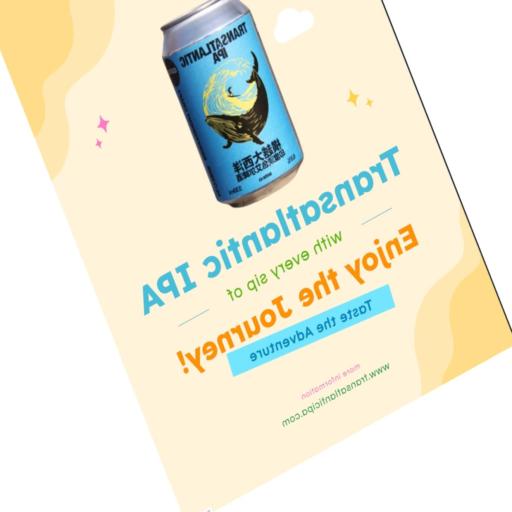 TRANSATLANTIC
IPA
Transatlantic IPA
with every sip of
Enjoy the Journey!
Taste the Adventure
more information
www.transatlanticipa.com